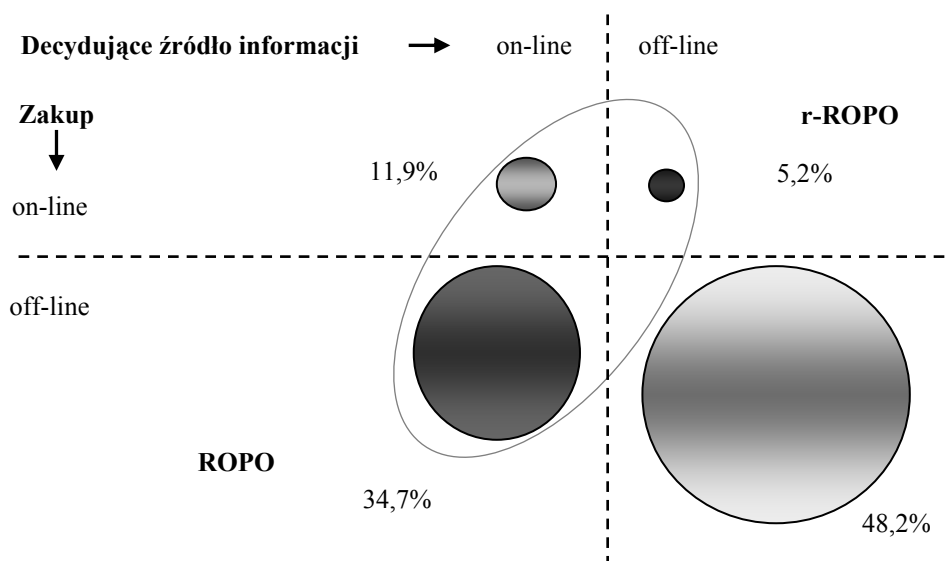 Decydujące źródło informacji
on-line
off-line
Zakup
r-ROPO
11,9%
5,2%
on-line
off-line
ROPO
34,7%
48,2%